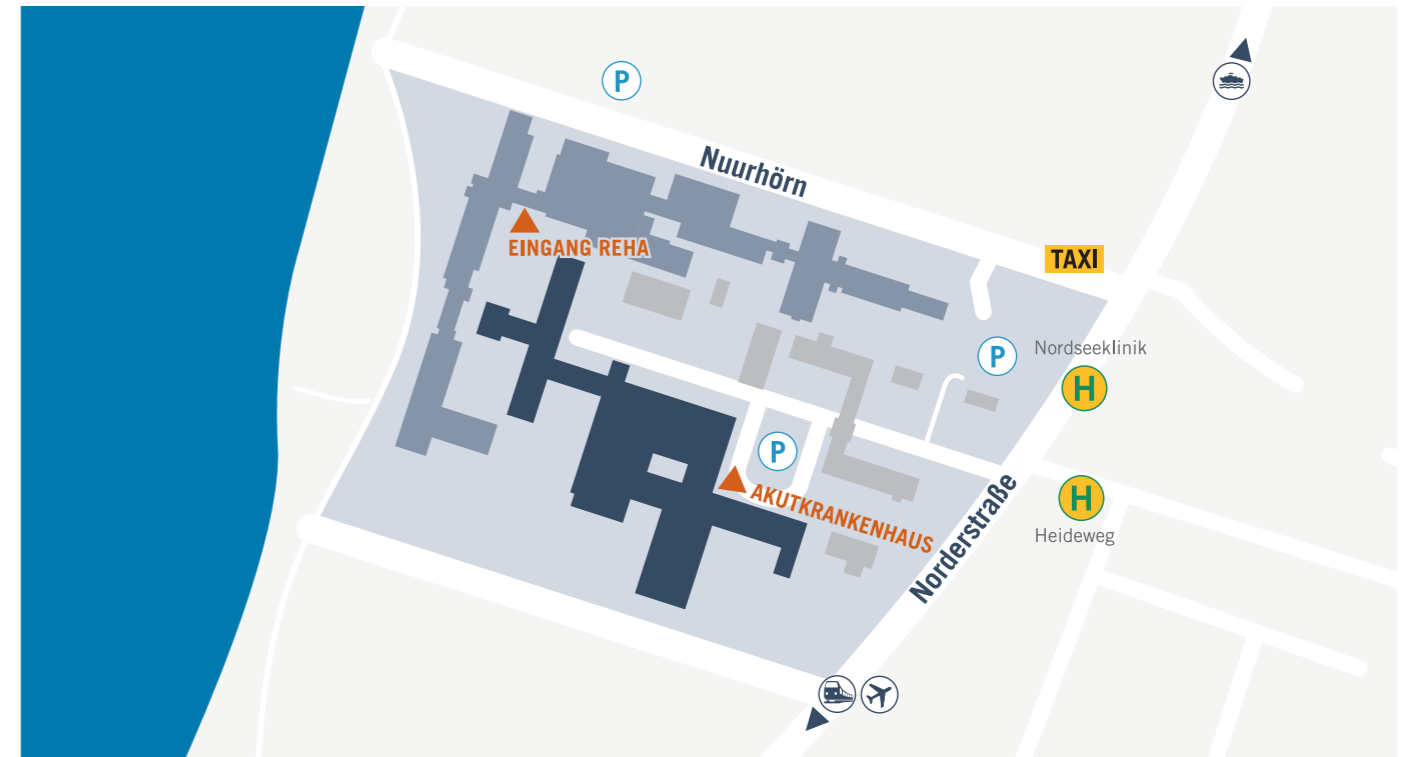 P
Nuurhörn
EINGANG REHA
TAXI
P
Nordseeklinik
H
P
AKUTKRANKENHAUS
H
Heideweg
Norderstraße